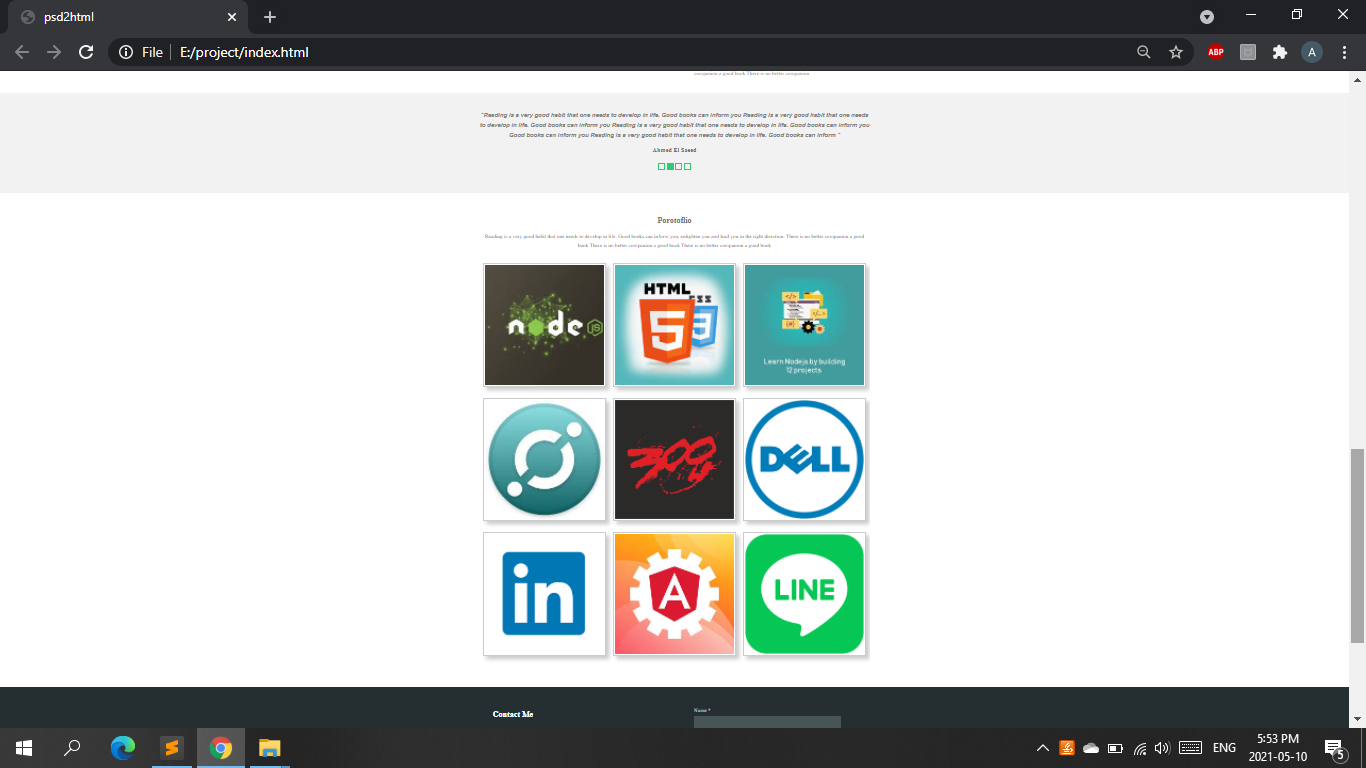 psd2html
File
E:/project/index.html
ABP
A
companion a good book There is no better companion
"Reading is a very good habit that one needs to develop in life. Good books can inform you Reading is a very good habit that one needs
to develop in life. Good books can inform you Reading is a very good habit that one needs to develop in life. Good books can inform you
Good books can inform you Reading is a very good habit that one needs to develop in life. Good books can inform "
Ahmed El Saeed
Porotoflio
Reading is a very good habit that one needs to develop in life, Good books can inform you, enlighten you and lead you in the right direction. There is no better companion a good
book There is no better companion a good book There is no better companion a good book
node JS
HTML
5
CSS
3
Learn Nodejs by building
12 projects
300
DELL
in
A
LINE
Contact Me
Name *
ENG
5:53 PM
2021-05-10
5